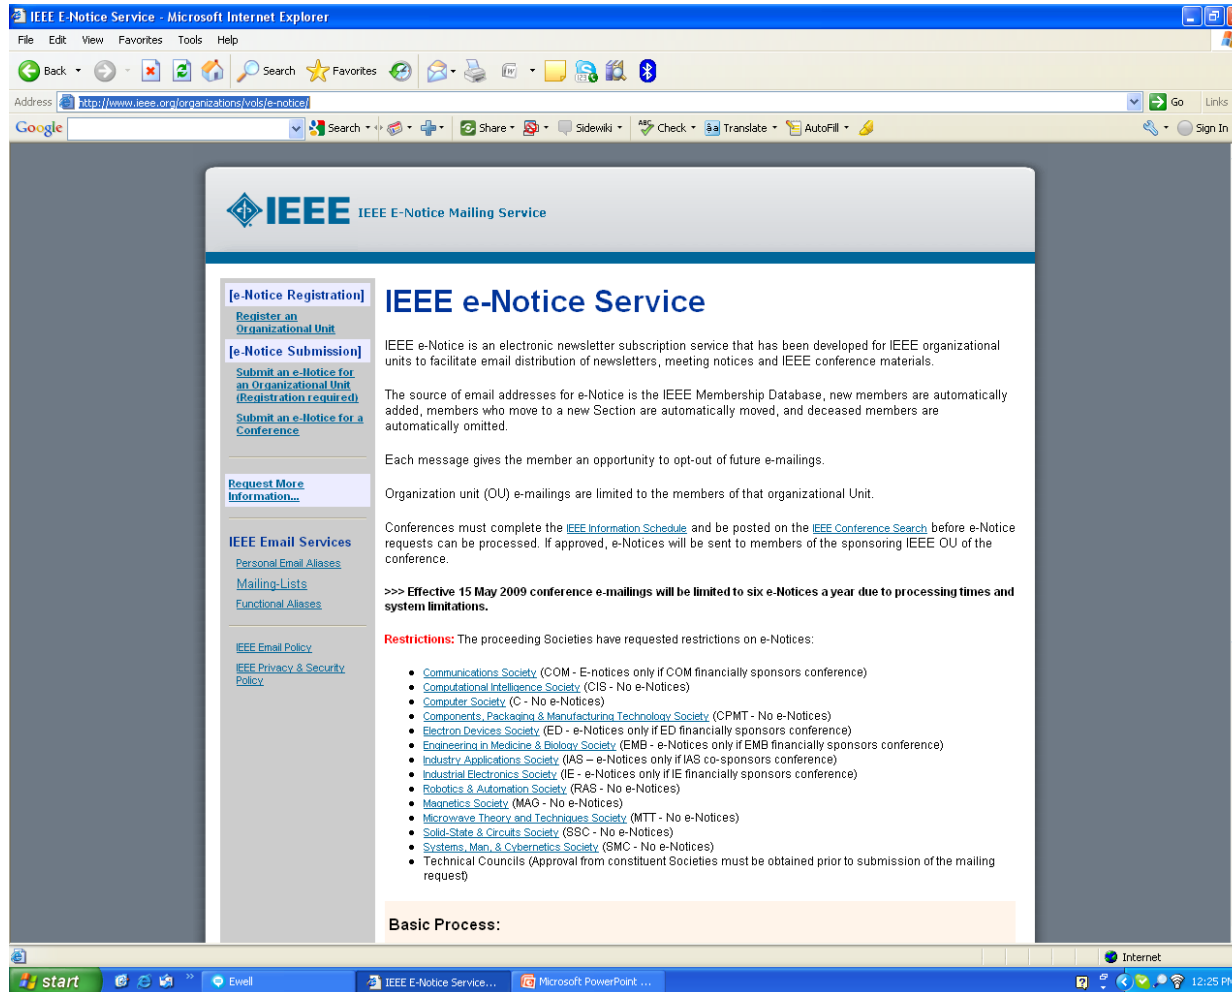 IEEE E-Notice Service - Microsoft Internet Explorer
File Edit View Favorites Tools Help
Back Search Favorites
Address http://www.ieee.org/organizations/vols/e-notice/ Go Links
Google Search Share Sidewiki Check Translate AutoFill Sign In
IEEE IEEE E-Notice Mailing Service
[e-Notice Registration]
Register an
Organizational Unit
[e-Notice Submission]
Submit an e-Notice for
an Organizational Unit
(Registration required)
Submit an e-Notice for a
Conference
Request More
Information...
IEEE Email Services
Personal Email Aliases
Mailing-Lists
Functional Aliases
IEEE Email Policy
IEEE Privacy & Security
Policy
IEEE e-Notice Service
IEEE e-Notice is an electronic newsletter subscription service that has been developed for IEEE organizational
units to facilitate email distribution of newsletters, meeting notices and IEEE conference materials.
The source of email addresses for e-Notice is the IEEE Membership Database, new members are automatically
added, members who move to a new Section are automatically moved, and deceased members are
automatically omitted.
Each message gives the member an opportunity to opt-out of future e-mailings.
Organization unit (OU) e-mailings are limited to the members of that organizational Unit.
Conferences must complete the IEEE Information Schedule and be posted on the IEEE Conference Search before e-Notice
requests can be processed. If approved, e-Notices will be sent to members of the sponsoring IEEE OU of the
conference.
>>> Effective 15 May 2009 conference e-mailings will be limited to six e-Notices a year due to processing times and
system limitations.
Restrictions: The proceeding Societies have requested restrictions on e-Notices:
Communications Society (COM - E-notices only if COM financially sponsors conference)
Computational Intelligence Society (CIS - No e-Notices)
Computer Society (C - No e-Notices)
Components, Packaging & Manufacturing Technology Society (CPMT - No e-Notices)
Electron Devices Society (ED - e-Notices only if ED financially sponsors conference)
Engineering in Medicine & Biology Society (EMB - e-Notices only if EMB financially sponsors conference)
Industry Applications Society (IAS – e-Notices only if IAS co-sponsors conference)
Industrial Electronics Society (IE - e-Notices only if IE financially sponsors conference)
Robotics & Automation Society (RAS - No e-Notices)
Magnetics Society (MAG - No e-Notices)
Microwave Theory and Techniques Society (MTT - No e-Notices)
Solid-State & Circuits Society (SSC - No e-Notices)
Systems, Man, & Cybernetics Society (SMC - No e-Notices)
Technical Councils (Approval from constituent Societies must be obtained prior to submission of the mailing
request)
Basic Process:
Internet
start Ewell IEEE E-Notice Service... Microsoft PowerPoint ... 12:25 PM